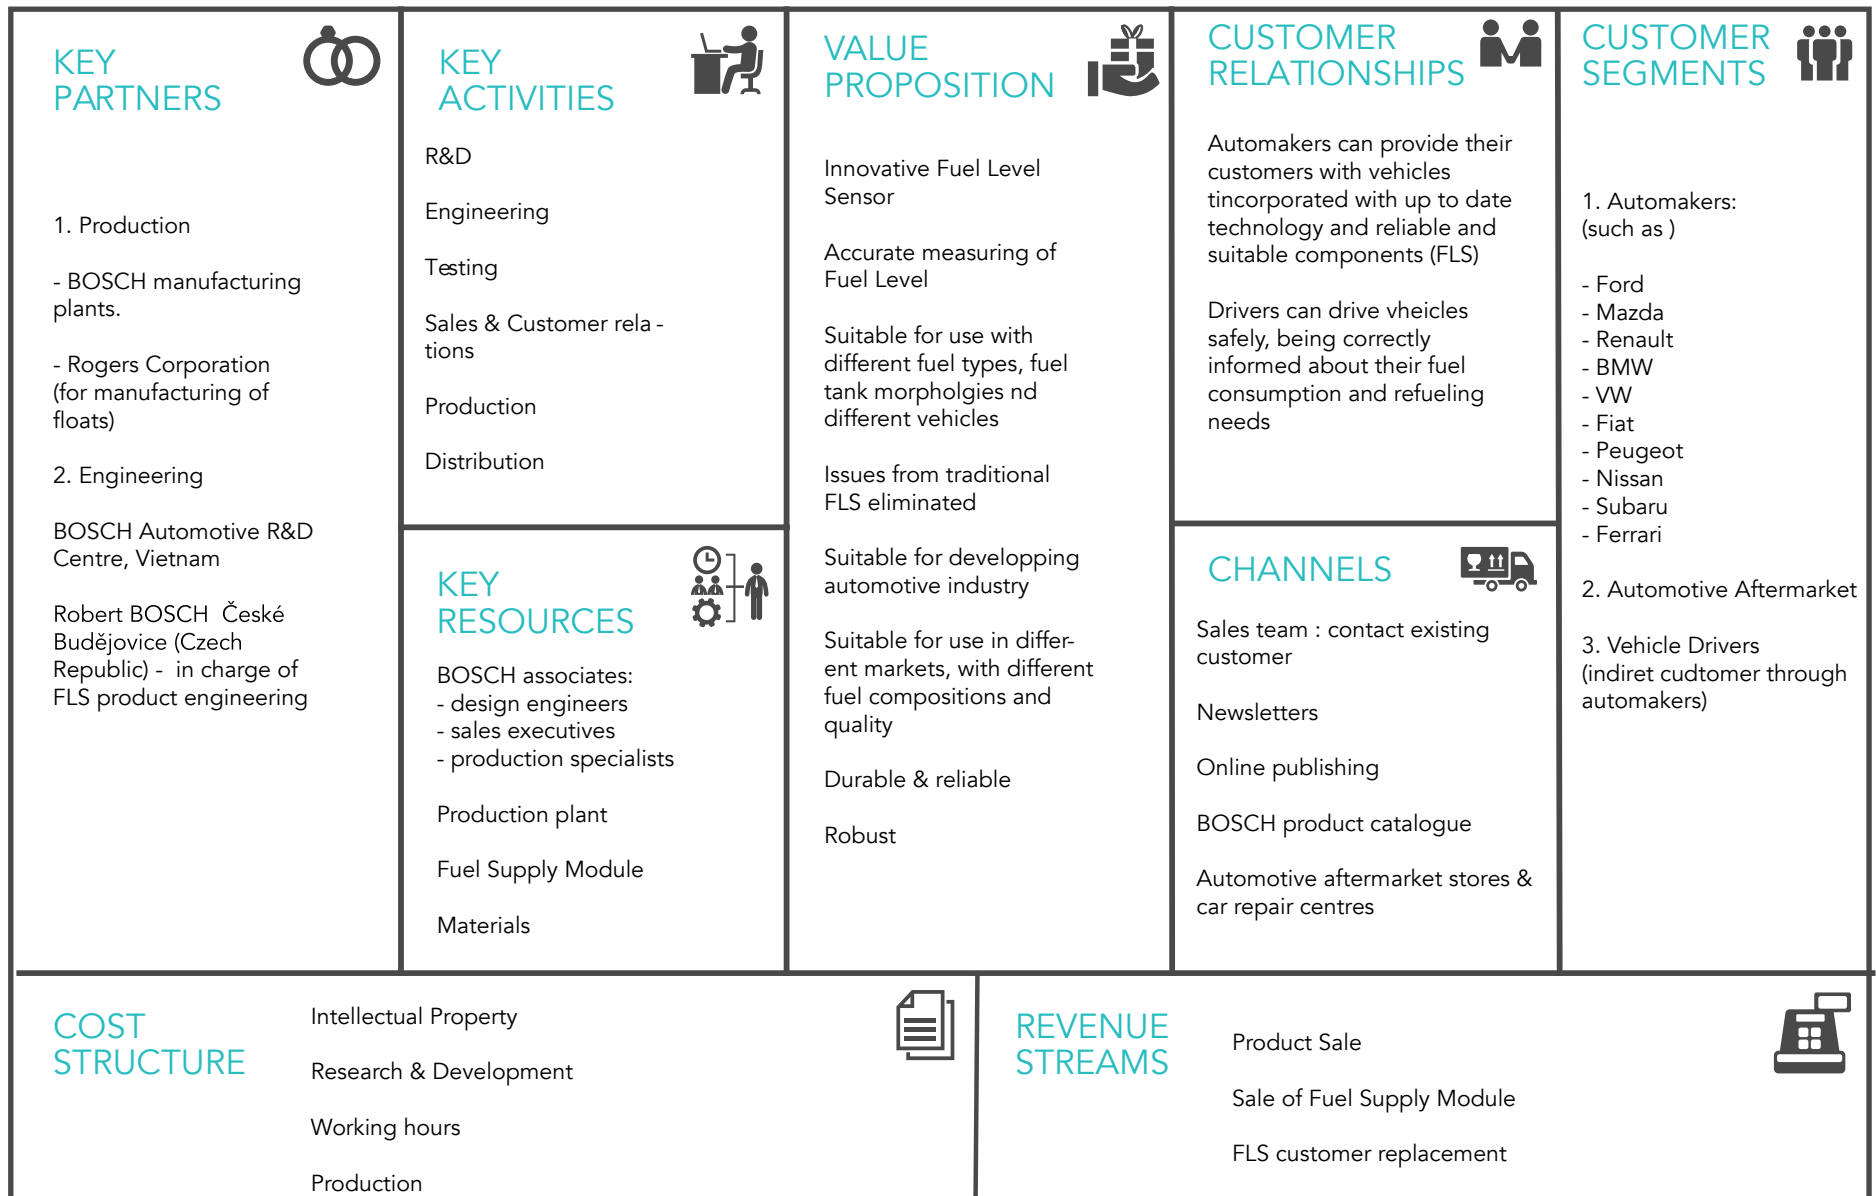 KEY
PARTNERS
1. Production
- BOSCH manufacturing
plants.
- Rogers Corporation
(for manufacturing of
floats)
2. Engineering
BOSCH Automotive R&D
Centre, Vietnam
Robert BOSCH  České
Budějovice (Czech
Republic) -  in charge of
FLS product engineering
KEY
ACTIVITIES
R&D
Engineering
Testing
Sales & Customer rela -
tions
Production
Distribution
KEY
RESOURCES
BOSCH associates:
- design engineers
- sales executives
- production specialists
Production plant
Fuel Supply Module
Materials
VALUE
PROPOSITION
Innovative Fuel Level
Sensor
Accurate measuring of
Fuel Level
Suitable for use with
different fuel types, fuel
tank morpholgies nd
different vehicles
Issues from traditional
FLS eliminated
Suitable for developping
automotive industry
Suitable for use in differ-
ent markets, with different
fuel compositions and
quality
Durable & reliable
Robust
CUSTOMER
RELATIONSHIPS
Automakers can provide their
customers with vehicles
tincorporated with up to date
technology and reliable and
suitable components (FLS)
Drivers can drive vheicles
safely, being correctly
informed about their fuel
consumption and refueling
needs
CHANNELS
Sales team : contact existing
customer
Newsletters
Online publishing
BOSCH product catalogue
Automotive aftermarket stores &
car repair centres
CUSTOMER
SEGMENTS
1. Automakers:
(such as )
- Ford
- Mazda
- Renault
- BMW
- VW
- Fiat
- Peugeot
- Nissan
- Subaru
- Ferrari
2. Automotive Aftermarket
3. Vehicle Drivers
(indiret cudtomer through
automakers)
COST
STRUCTURE
Intellectual Property
Research & Development
Working hours
Production
REVENUE
STREAMS
Product Sale
Sale of Fuel Supply Module
FLS customer replacement